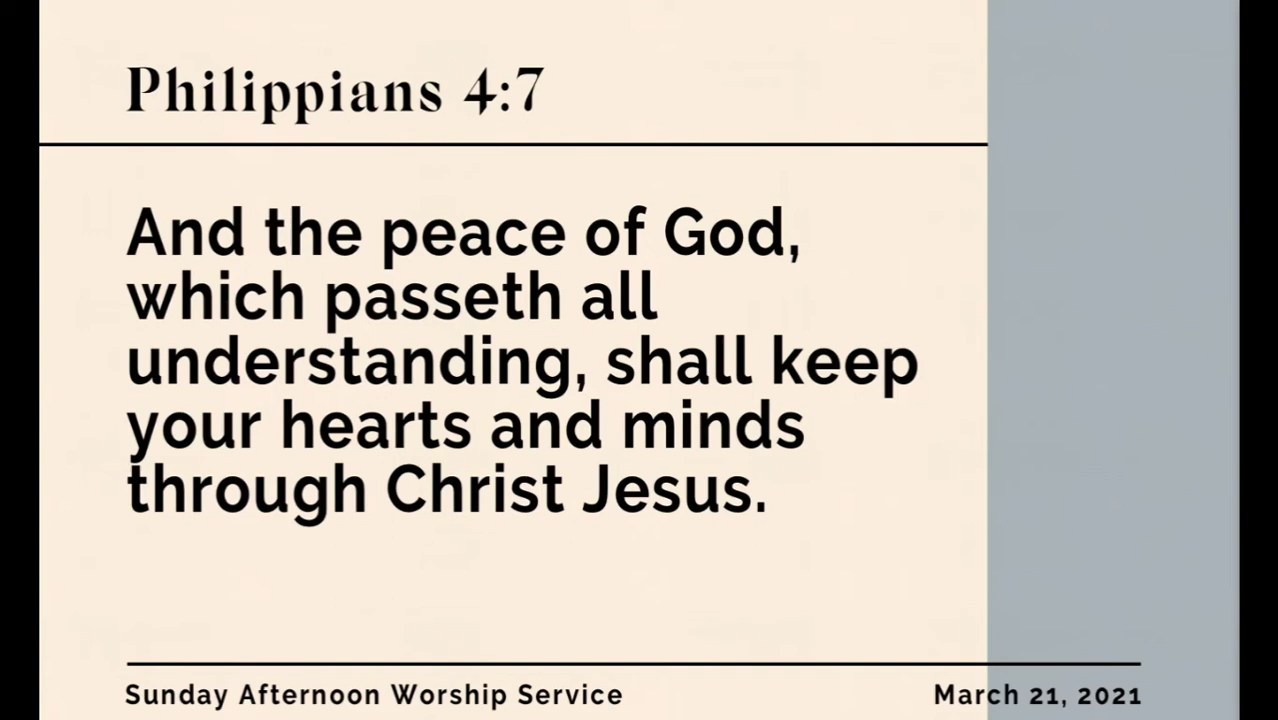 Philippians 4:7
And the peace of God,
which passeth all
understanding, shall keep
your hearts and minds
through Christ Jesus.
Sunday Afternoon Worship Service
March 21, 2021